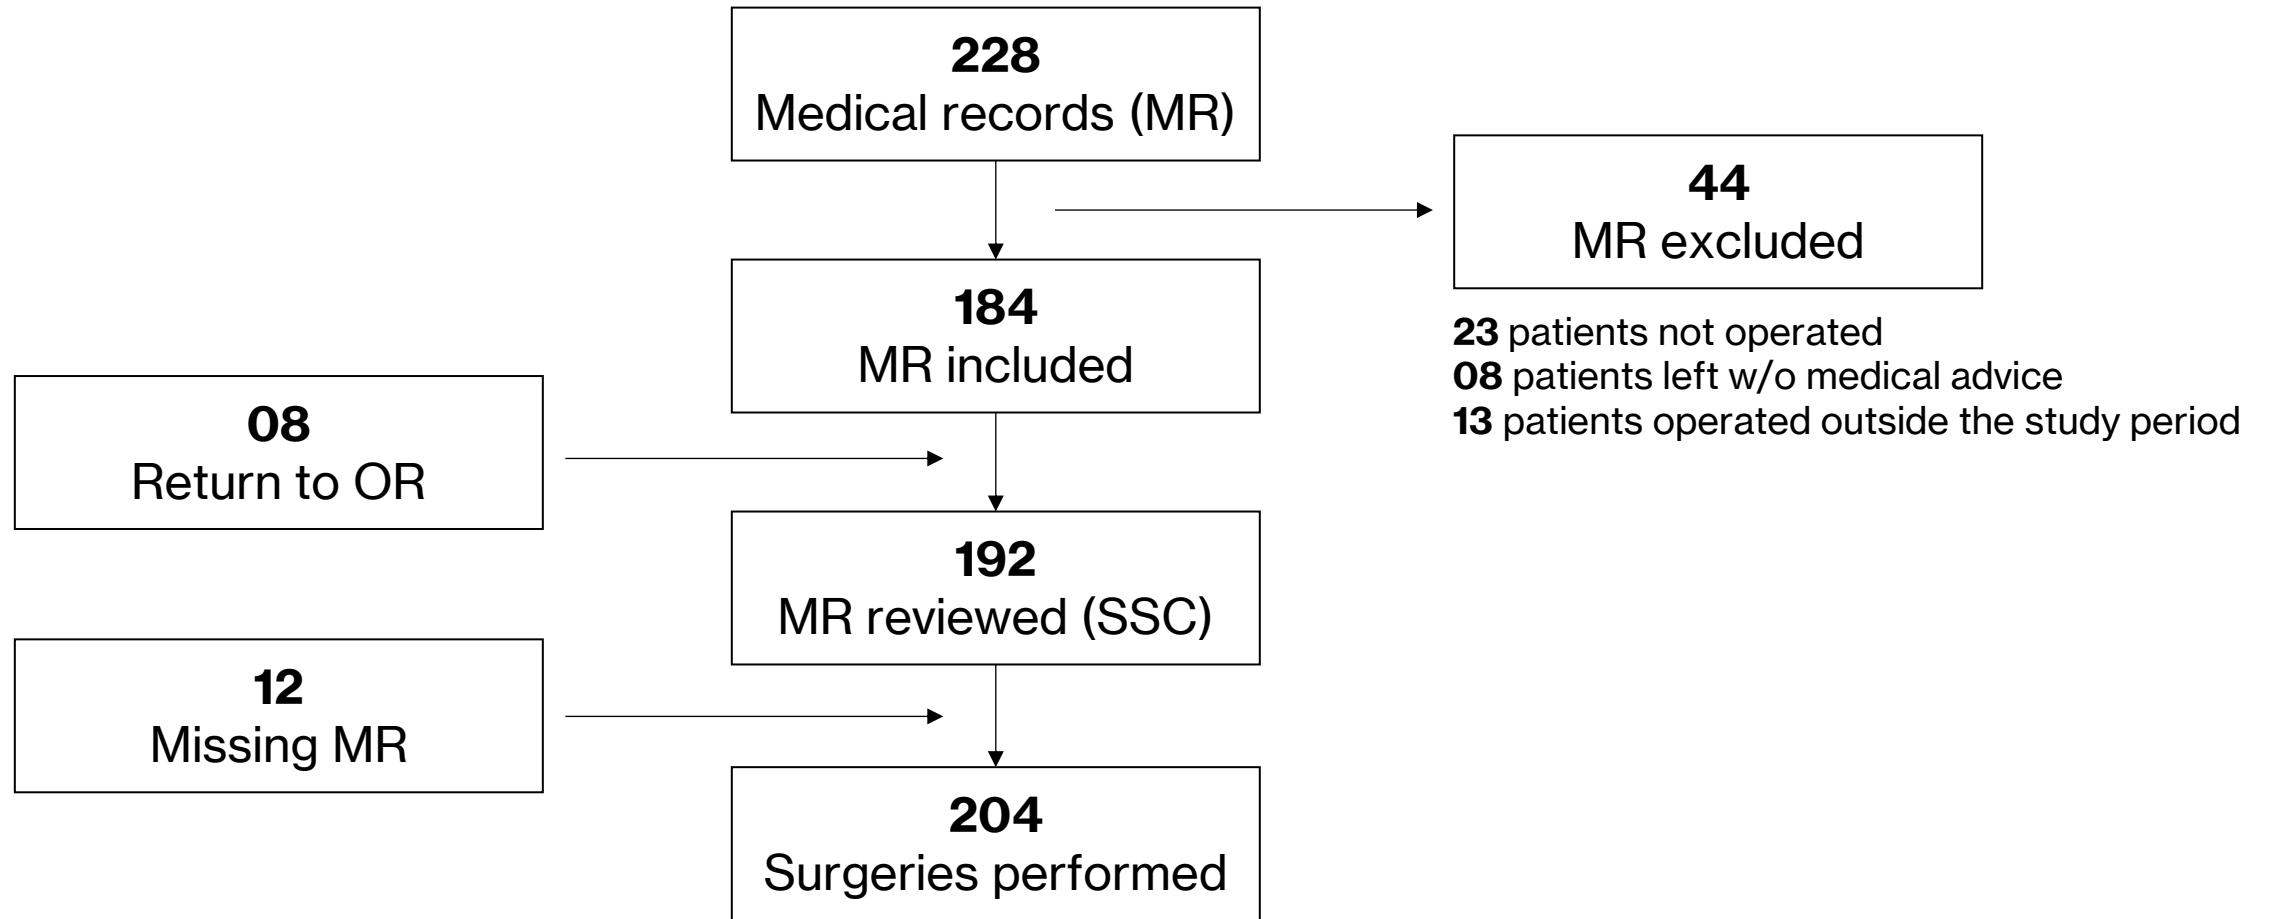 228
Medical records (MR)
44
MR excluded
23 patients not operated
08 patients left w/o medical advice
13 patients operated outside the study period
184
MR included
08
Return to OR
192
MR reviewed (SSC)
12
Missing MR
204
Surgeries performed